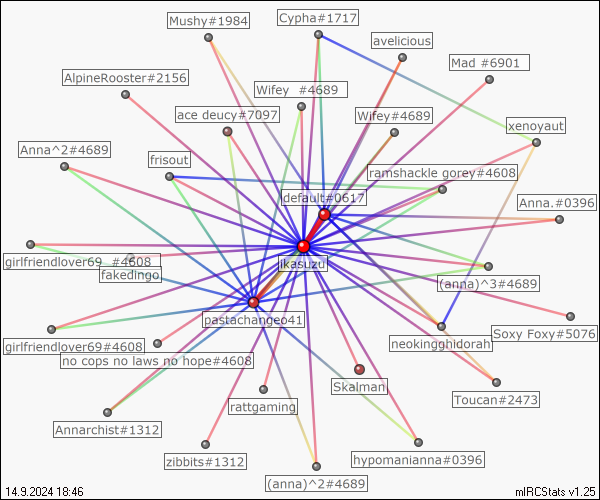 Mushy#1984
Cypha#1717
avelicious
Mad #6901
AlpineRooster#2156
Wifey #4689
ace deucy#7097
Wifey#4689
xenoyaut
Anna^2#4689
frisout
ramshackle gorey#4608
default#0617
Anna.#0396
girlfriendlover69 #4608
fakedingo
ikasuzu
(anna)^3#4689
pastachangeo41
Soxy Foxy#5076
girlfriendlover69#4608
neokingghidorah
no cops no laws no hope#4608
Skalman
Toucan#2473
rattgaming
Annarchist#1312
zibbits#1312
hypomanianna#0396
(anna)^2#4689
14.9.2024 18:46
mIRCStats v1.25